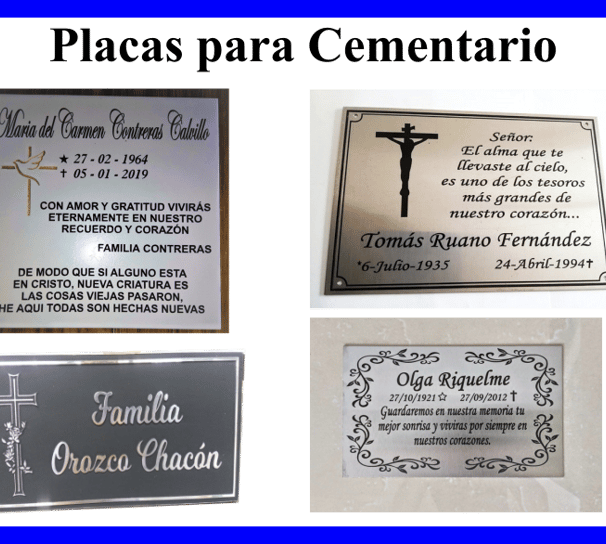 Placas para Cementario
Maria del Carmen Contreras Calvillo
★ 27 - 02 - 1964
✝ 05 - 01 - 2019
CON AMOR Y GRATITUD VIVIRÁS
ETERNAMENTE EN NUESTRO
RECUERDO Y CORAZÓN
FAMILIA CONTRERAS
DE MODO QUE SI ALGUNO ESTA
EN CRISTO, NUEVA CRIATURA ES
LAS COSAS VIEJAS PASARON,
HE AQUI TODAS SON HECHAS NUEVAS
Señor:
El alma que te
llevaste al cielo,
es uno de los tesoros
más grandes de
nuestro corazón...
Tomás Ruano Fernández
*6-Julio-1935 24-Abril-1994✝
Familia
Orozco Chacón
Olga Riquelme
27/10/1921☆ 27/09/2012 ✝
Guardaremos en nuestra memoria tu
mejor sonrisa y viviras por siempre en
nuestros corazones.